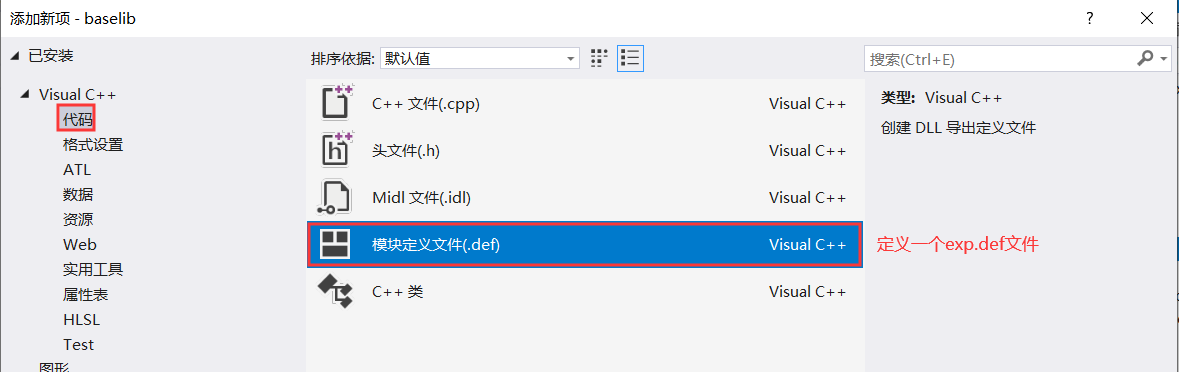 添加新项 - baselib
?
已安装
Visual C++
代码
格式设置
ATL
数据
资源
Web
实用工具
属性表
HLSL
Test
图形
排序依据: 默认值
C++ 文件(.cpp) Visual C++
头文件(.h) Visual C++
Midl 文件(.idl) Visual C++
模块定义文件(.def) Visual C++
C++ 类 Visual C++
搜索(Ctrl+E)
类型: Visual C++
创建 DLL 导出定义文件
定义一个exp.def文件